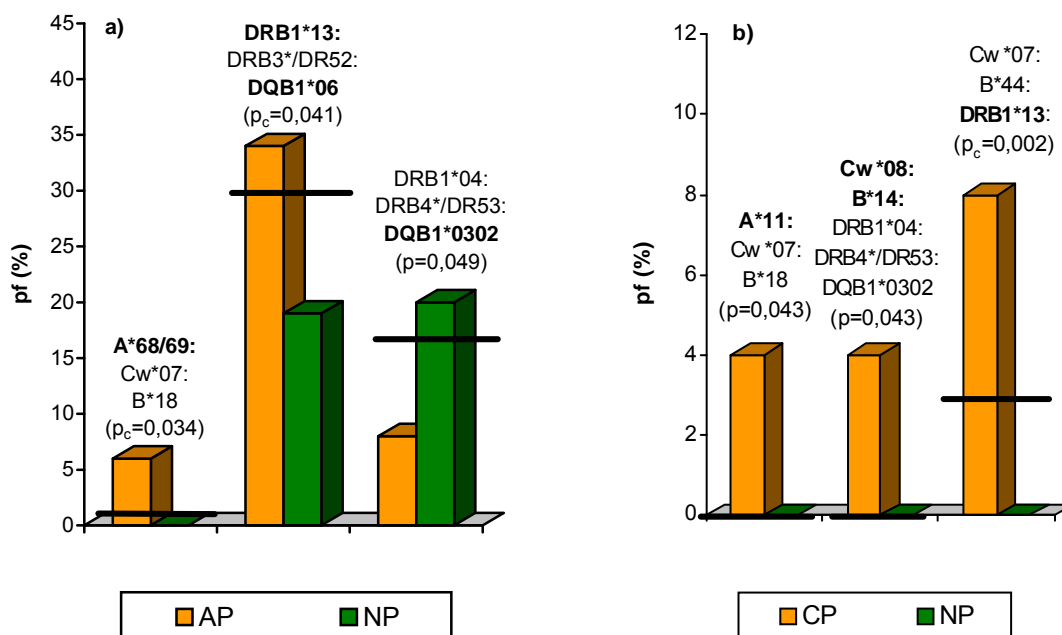 a)
pf (%)
45
40
35
30
25
20
15
10
5
0
A*68/69:
Cw*07:
B*18
(pc=0,034)
DRB1*13:
DRB3*/DR52:
DQB1*06
(pc=0,041)
DRB1*04:
DRB4*/DR53:
DQB1*0302
(p=0,049)
AP NP
b)
pf (%)
12
10
8
6
4
2
0
A*11:
Cw*07:
B*18
(p=0,043)
Cw*08:
B*14:
DRB1*04:
DRB4*/DR53:
DQB1*0302
(p=0,043)
Cw*07:
B*44:
DRB1*13:
(pc=0,002)
CP NP